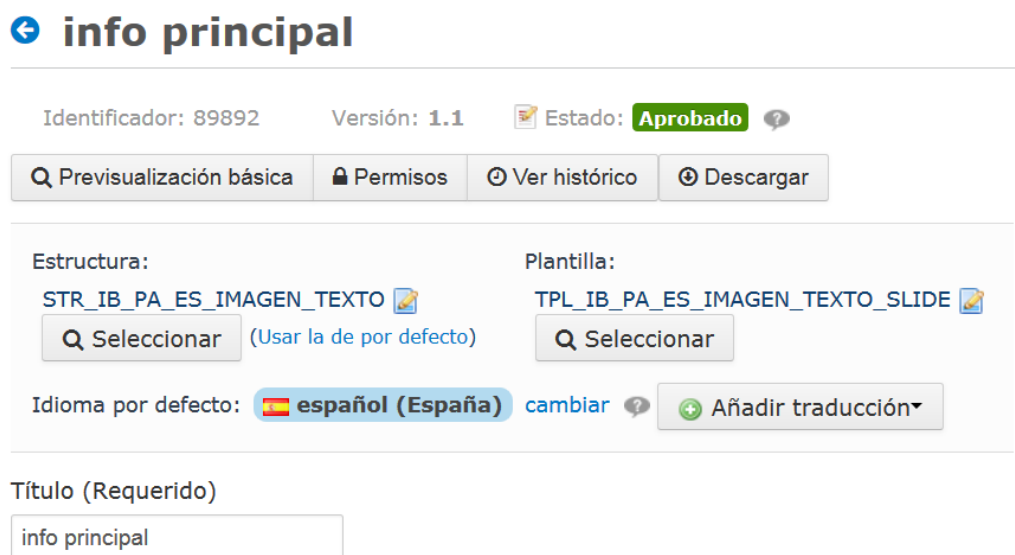 info principal
Identificador: 89892 Versión: 1.1 Estado: Aprobado
Previsualización básica Permisos Ver histórico Descargar
Estructura: Plantilla:
STR_IB_PA_ES_IMAGEN_TEXTO TPL_IB_PA_ES_IMAGEN_TEXTO_SLIDE
Seleccionar (Usar la de por defecto) Seleccionar
Idioma por defecto: español (España) cambiar Añadir traducción
Título (Requerido)
info principal